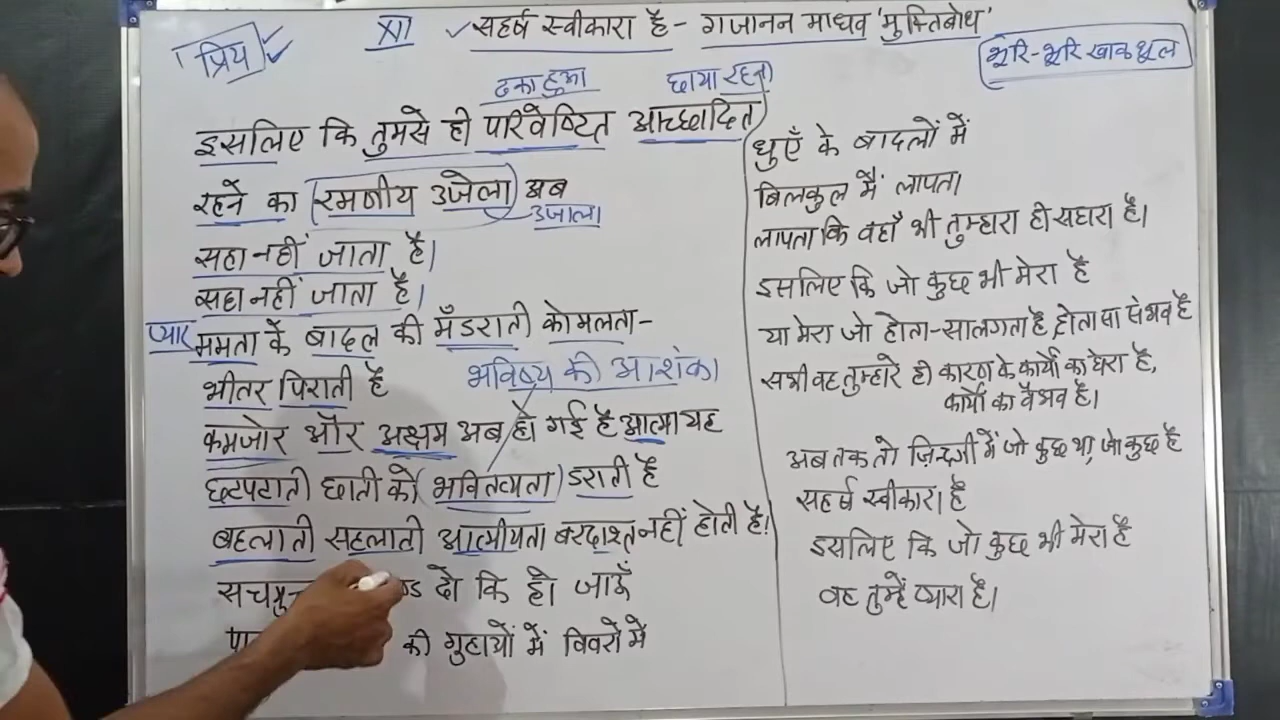 XII
सहर्ष स्वीकारा है - गजानन माधव 'मुक्तिबोध'
प्रिय
भूरि-भूरि खाक धूल
ढका हुआ
छाया रहना
इसलिए कि तुमसे ही परिवेष्टित आच्छादित
रहने का रमणीय उजेला अब
उजाला
सहा नहीं जाता है।
सहा नहीं जाता है।
प्यार
ममता के बादल की मँडराती कोमलता-
भीतर पिराती है
भविष्य की आशंका
कमजोर और अक्षम अब हो गई है आत्मा यह
छटपटाती छाती को भवितव्यता डराती है
बहलाती सहलाती आत्मीयता बरदाश्त नहीं होती है!
दो कि हो जाऊँ
की गुहायों में विवरों में
धुएँ के बादलों में
बिलकुल मैं लापता
लापता कि वहाँ भी तुम्हारा ही सहारा है।
इसलिए कि जो कुछ भी मेरा है
या मेरा जो होता-सा लगता है, होता सा संभव है
सभी वह तुम्हारे ही कारण के कार्यों का घेरा है,
कार्यों का वैभव है।
अब तक तो ज़िन्दगी में जो कुछ था, जो कुछ है
सहर्ष स्वीकारा है
इसलिए कि जो कुछ भी मेरा है
वह तुम्हें प्यारा है।